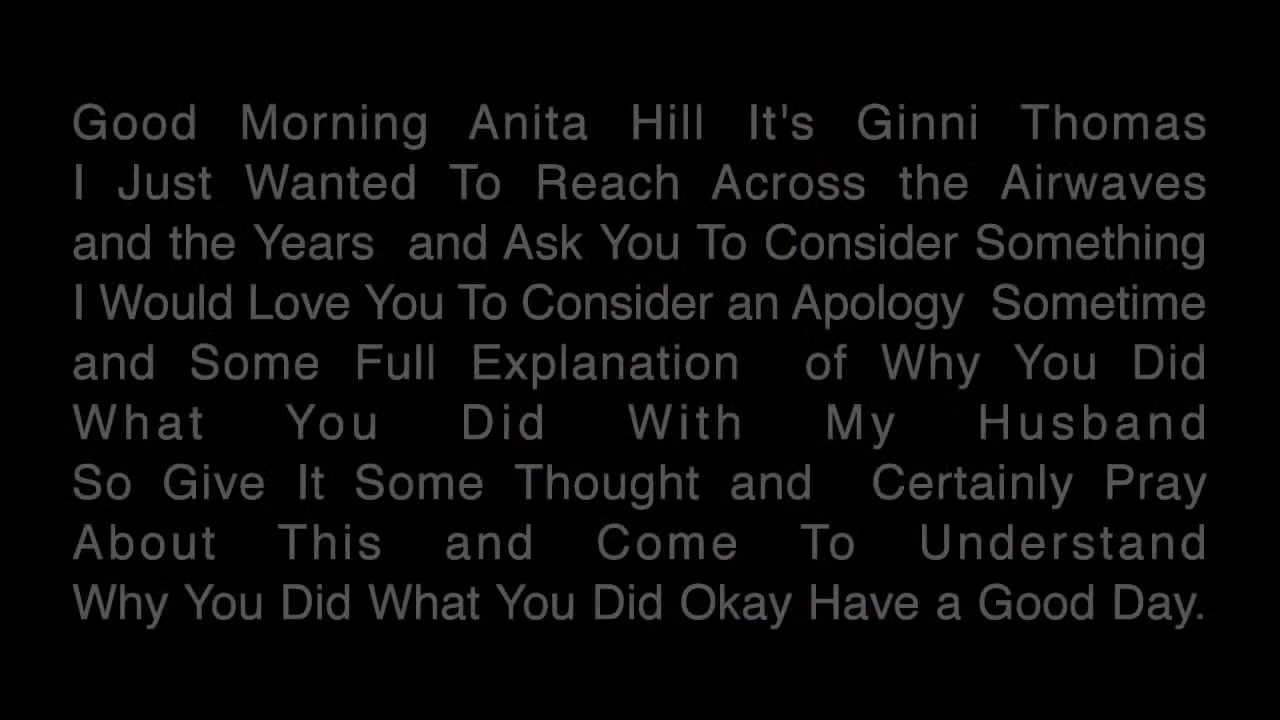 Good Morning Anita Hill It's Ginni Thomas
I Just Wanted To Reach Across the Airwaves
and the Years and Ask You To Consider Something
I Would Love You To Consider an Apology Sometime
and Some Full Explanation of Why You Did
What You Did With My Husband
So Give It Some Thought and Certainly Pray
About This and Come To Understand
Why You Did What You Did Okay Have a Good Day.